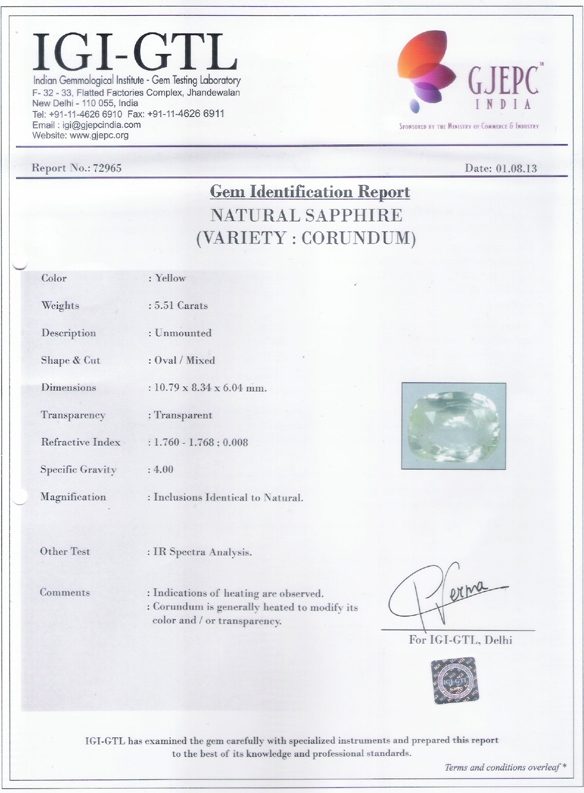 IGI-GTL
Indian Gemmological Institute - Gem Testing Laboratory
F- 32 - 33, Flatted Factories Complex, Jhandewalan
New Delhi - 110 055, India
Tel: +91-11-4626 6910 Fax: +91-11-4626 6911
Email : igi@gjepcindia.com
Website: www.gjepc.org
GJEPC™
INDIA
SPONSORED BY THE MINISTRY OF COMMERCE & INDUSTRY
Report No.: 72965
Date: 01.08.13
Gem Identification Report
NATURAL SAPPHIRE
(VARIETY : CORUNDUM)
Color : Yellow
Weights : 5.51 Carats
Description : Unmounted
Shape & Cut : Oval / Mixed
Dimensions : 10.79 x 8.34 x 6.04 mm.
Transparency : Transparent
Refractive Index : 1.760 - 1.768 ; 0.008
Specific Gravity : 4.00
Magnification : Inclusions Identical to Natural.
Other Test : IR Spectra Analysis.
Comments : Indications of heating are observed.
: Corundum is generally heated to modify its
color and / or transparency.
PVerma
For IGI-GTL, Delhi
IGI-GTL
IGI-GTL has examined the gem carefully with specialized instruments and prepared this report
to the best of its knowledge and professional standards.
Terms and conditions overleaf *